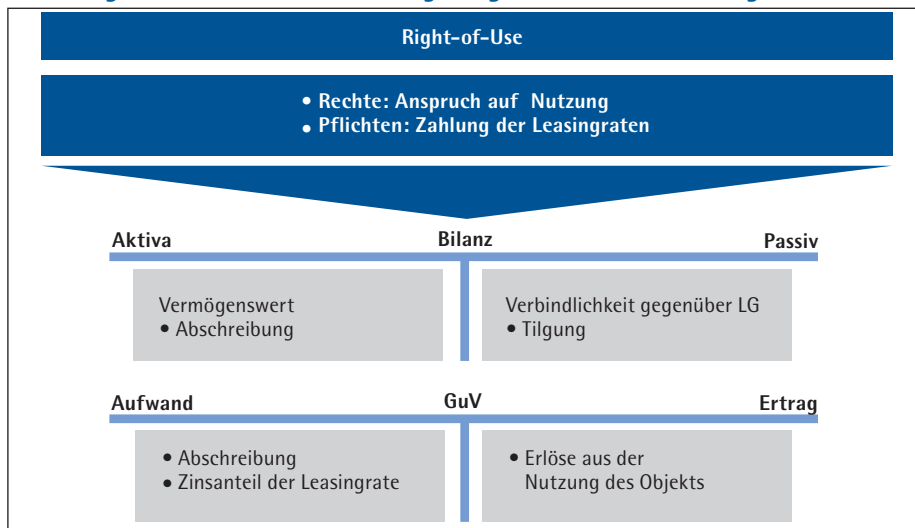 Right-of-Use
• Rechte: Anspruch auf Nutzung
• Pflichten: Zahlung der Leasingraten
Aktiva Bilanz Passiv
Vermögenswert
• Abschreibung
Verbindlichkeit gegenüber LG
• Tilgung
Aufwand GuV Ertrag
• Abschreibung
• Zinsanteil der Leasingrate
• Erlöse aus der
Nutzung des Objekts